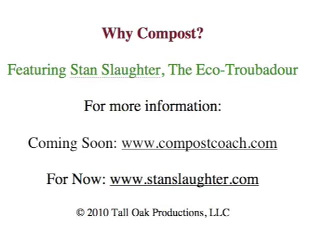 Why Compost?
Featuring Stan Slaughter, The Eco-Troubadour
For more information:
Coming Soon: www.compostcoach.com
For Now: www.stanslaughter.com
© 2010 Tall Oak Productions, LLC